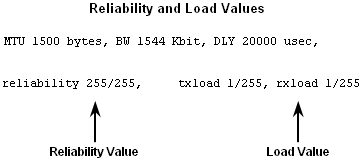 Reliability and Load Values
MTU 1500 bytes, BW 1544 Kbit, DLY 20000 usec,
reliability 255/255, txload 1/255, rxload 1/255
Reliability Value Load Value